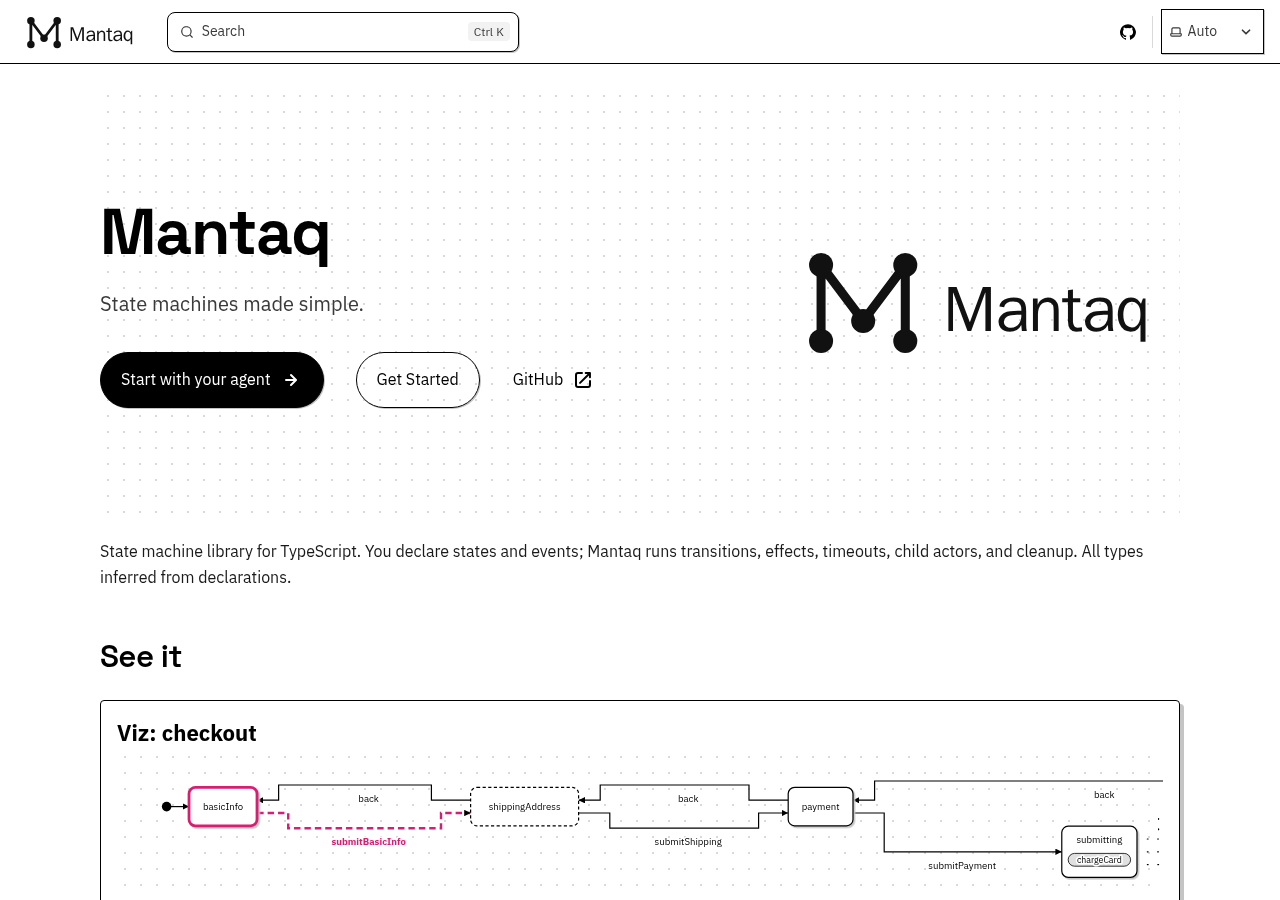 Mantaq
Search
Ctrl K
Auto
Mantaq
State machines made simple.
Start with your agent
Get Started
GitHub
Mantaq
State machine library for TypeScript. You declare states and events; Mantaq runs transitions, effects, timeouts, child actors, and cleanup. All types
inferred from declarations.
See it
Viz: checkout
basicInfo
back
submitBasicInfo
shippingAddress
back
submitShipping
payment
back
submitPayment
submitting
chargeCard